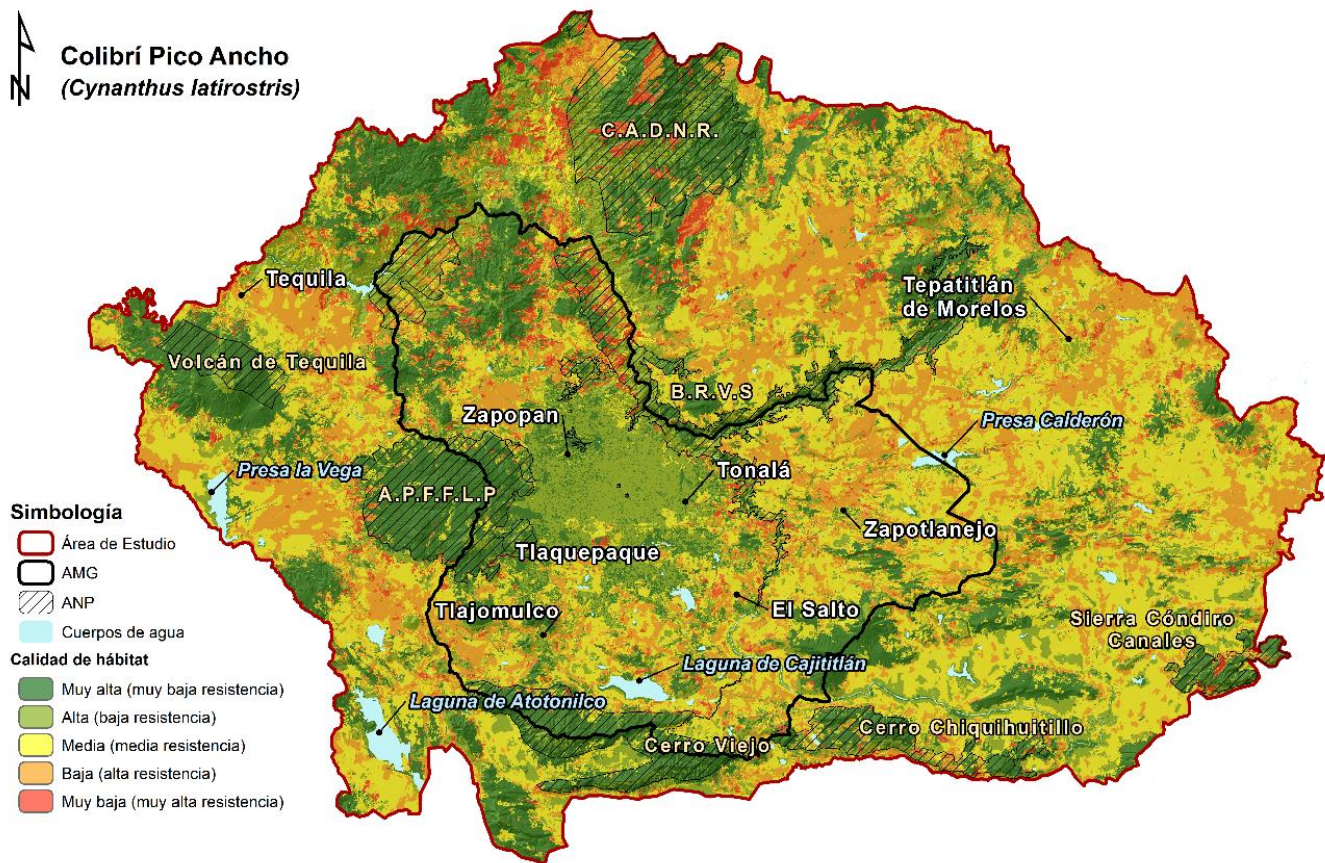 N
Colibrí Pico Ancho
(Cynanthus latirostris)
C.A.D.N.R.
Tequila
Tepatitlán
de Morelos
Volcán de Tequila
B.R.V.S
Zapopan
Presa Calderón
Presa la Vega
Tonalá
A.P.F.F.L.P
Zapotlanejo
Tlaquepaque
Tlajomulco
El Salto
Sierra Cóndiro
Canales
Laguna de Cajititlán
Laguna de Atotonilco
Cerro Chiquihuitillo
Cerro Viejo
Simbología
Área de Estudio
AMG
ANP
Cuerpos de agua
Calidad de hábitat
Muy alta (muy baja resistencia)
Alta (baja resistencia)
Media (media resistencia)
Baja (alta resistencia)
Muy baja (muy alta resistencia)